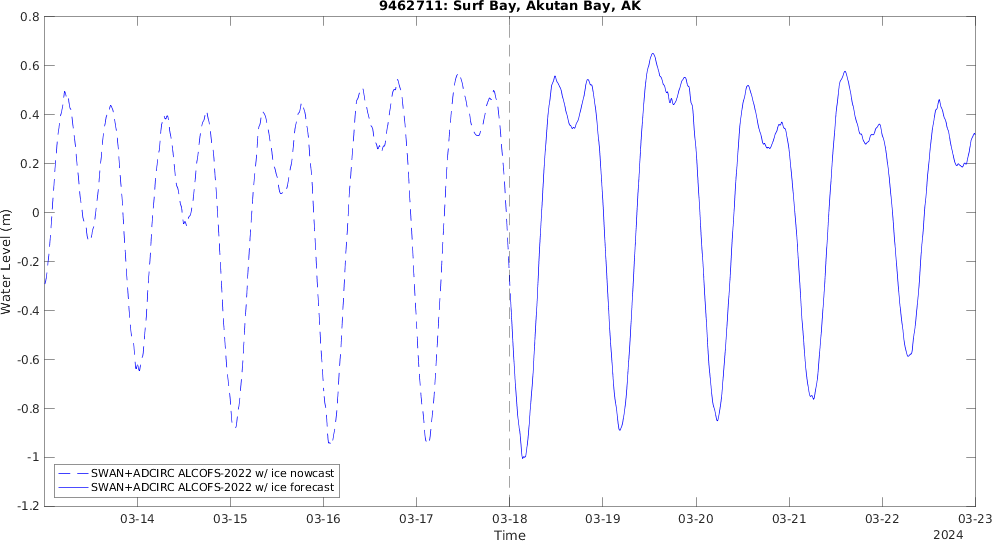 9462711: Surf Bay, Akutan Bay, AK
Water Level (m)
0.8
0.6
0.4
0.2
0
-0.2
-0.4
-0.6
-0.8
-1
-1.2
SWAN+ADCIRC ALCOFS-2022 w/ ice nowcast
SWAN+ADCIRC ALCOFS-2022 w/ ice forecast
03-14 03-15 03-16 03-17 03-18 03-19 03-20 03-21 03-22 03-23
Time
2024